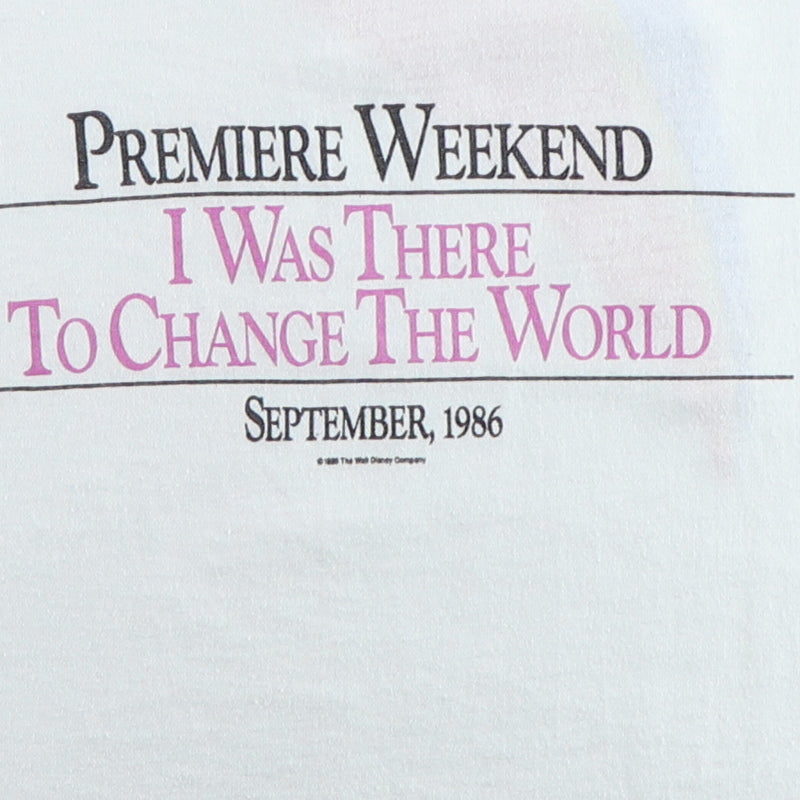 PREMIERE WEEKEND
I WAS THERE
TO CHANGE THE WORLD
SEPTEMBER, 1986
© 1986 The Walt Disney Company